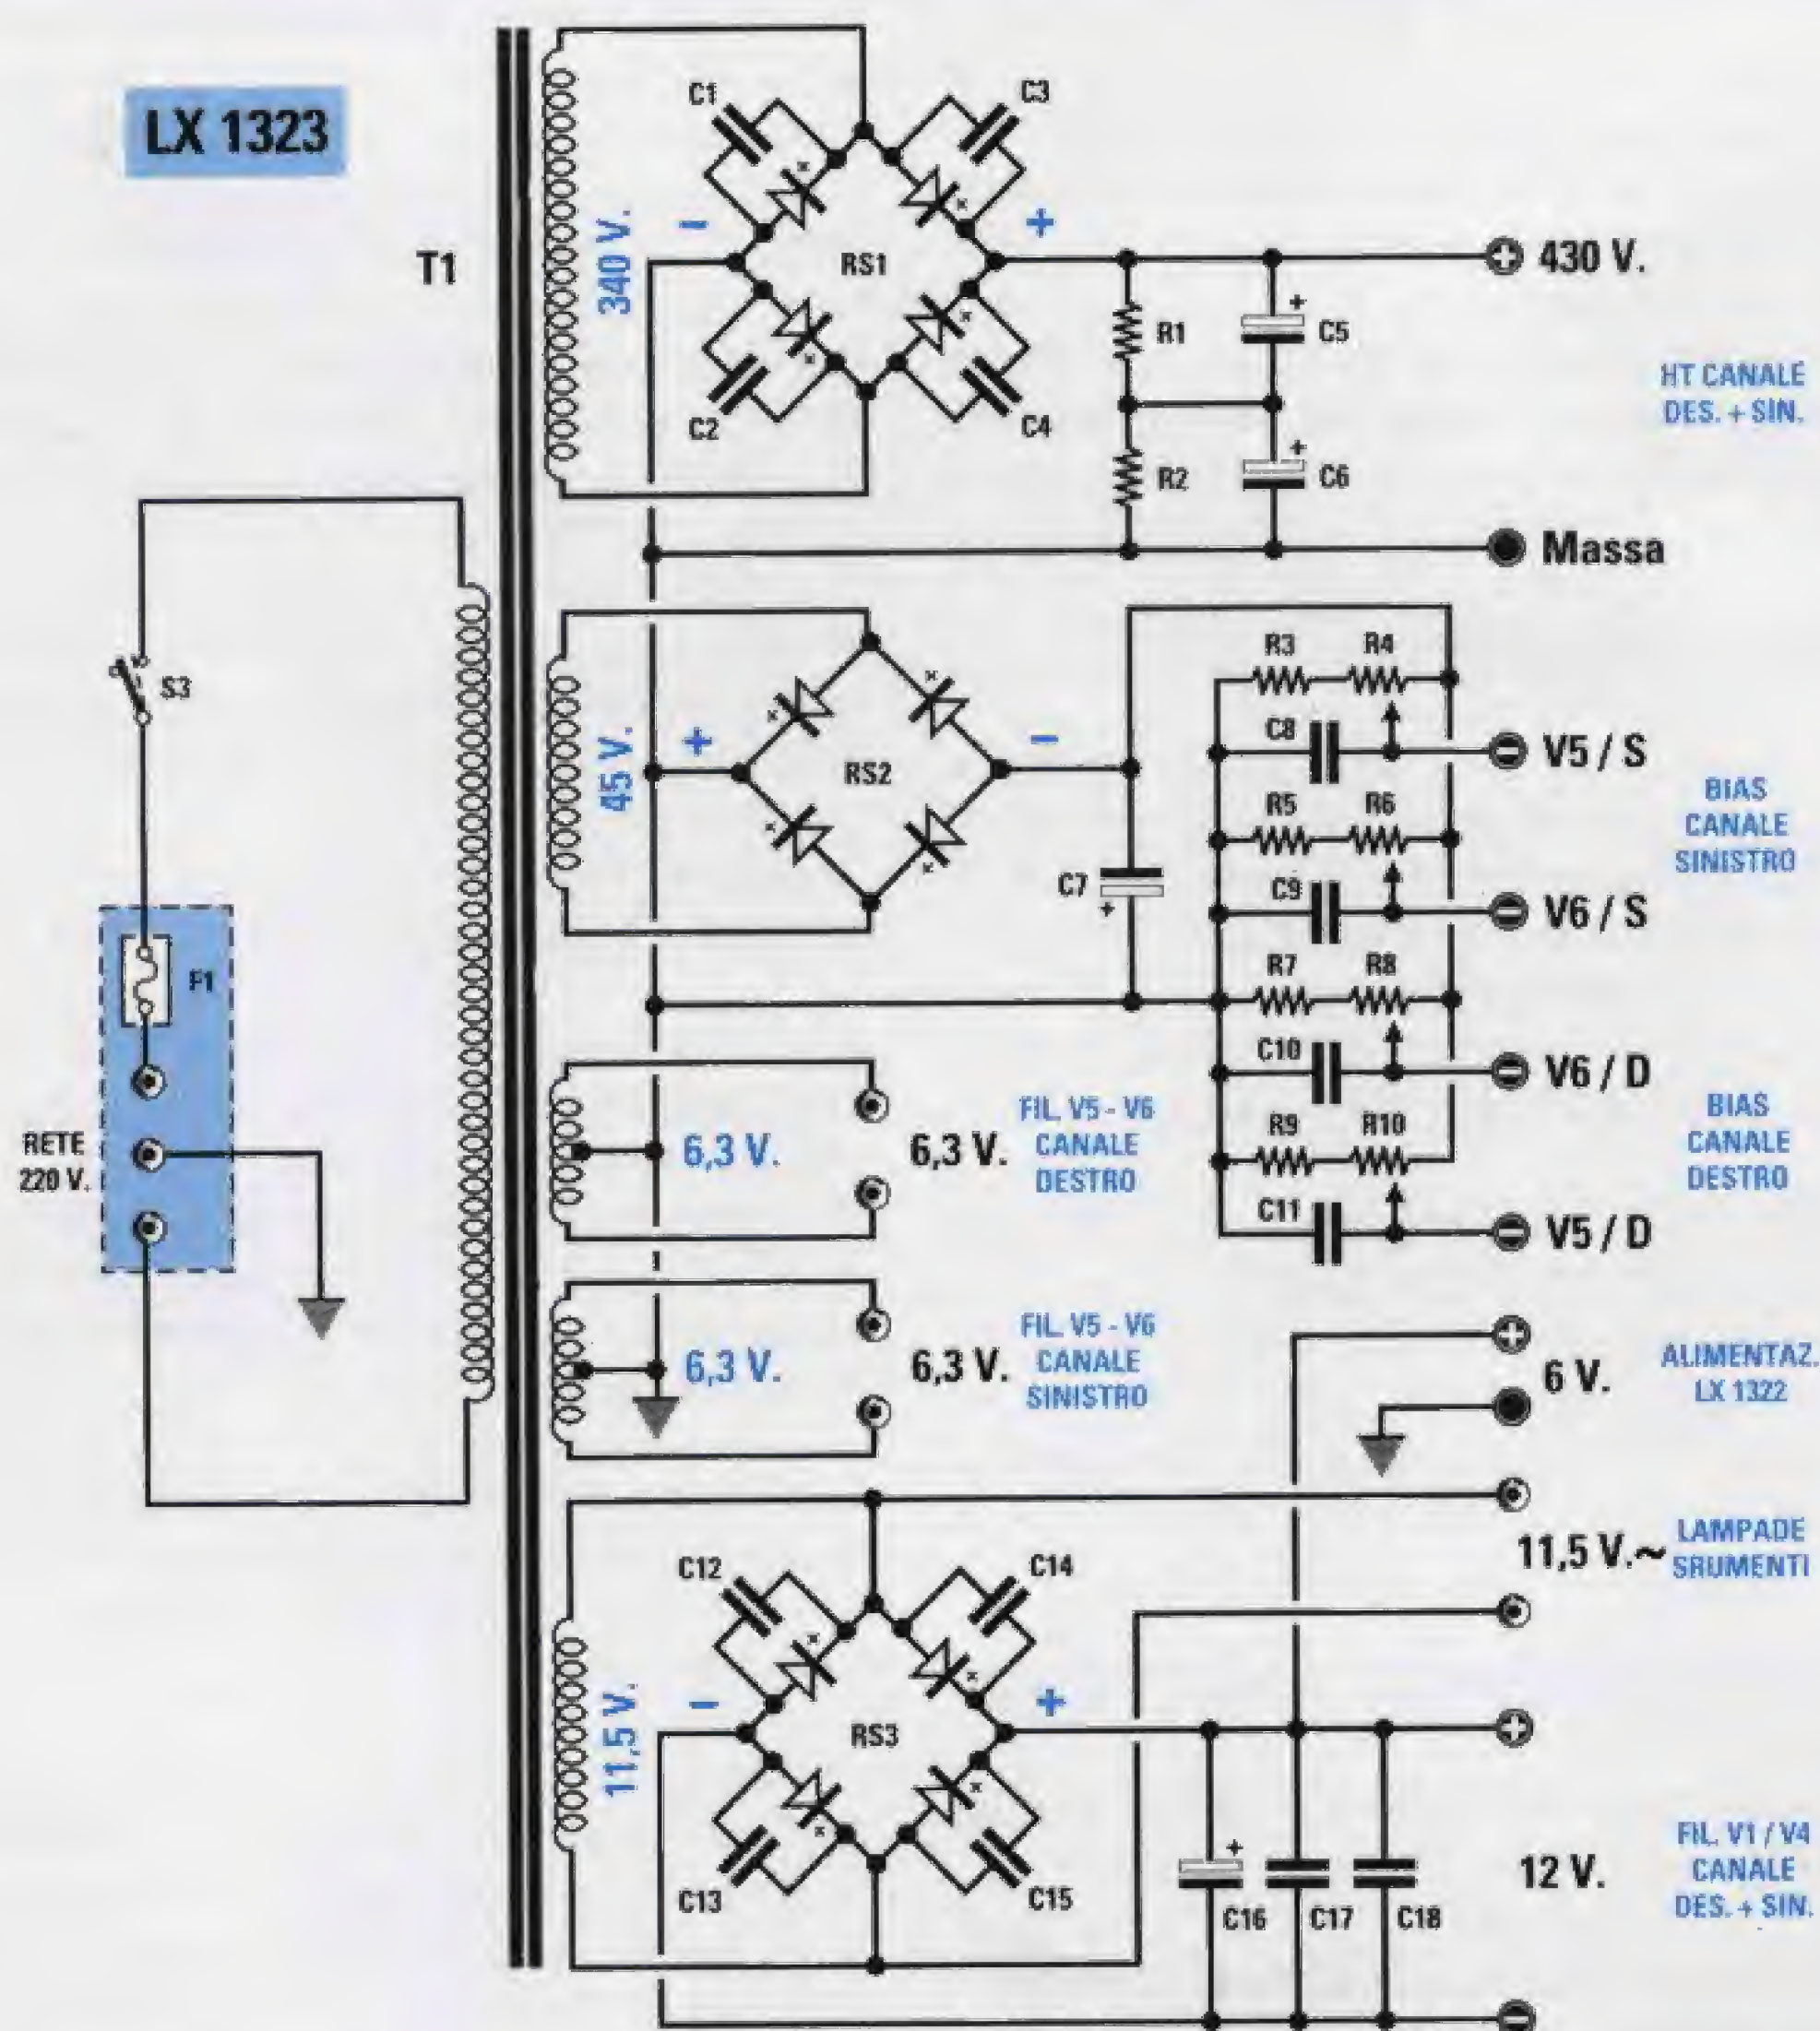 LX 1323
T1
340 V.
C1
C3
-
+
RS1
C2
C4
R1
C5
R2
C6
430 V.
HT CANALE
DES. + SIN.
Massa
S3
45 V.
+
-
RS2
C7
+
R3
R4
C8
V5 / S
R5
R6
C9
V6 / S
BIAS
CANALE
SINISTRO
R7
R8
C10
V6 / D
R9
R10
C11
V5 / D
BIAS
CANALE
DESTRO
F1
RETE
220 V.
6,3 V.
6,3 V.
FIL. V5 - V6
CANALE
DESTRO
6,3 V.
6,3 V.
FIL. V5 - V6
CANALE
SINISTRO
6 V.
ALIMENTAZ.
LX 1322
11,5 V.~
LAMPADE
SRUMENTI
11,5 V.
C12
C14
-
+
RS3
C13
C15
+
C16
C17
C18
12 V.
FIL. V1 / V4
CANALE
DES. + SIN.